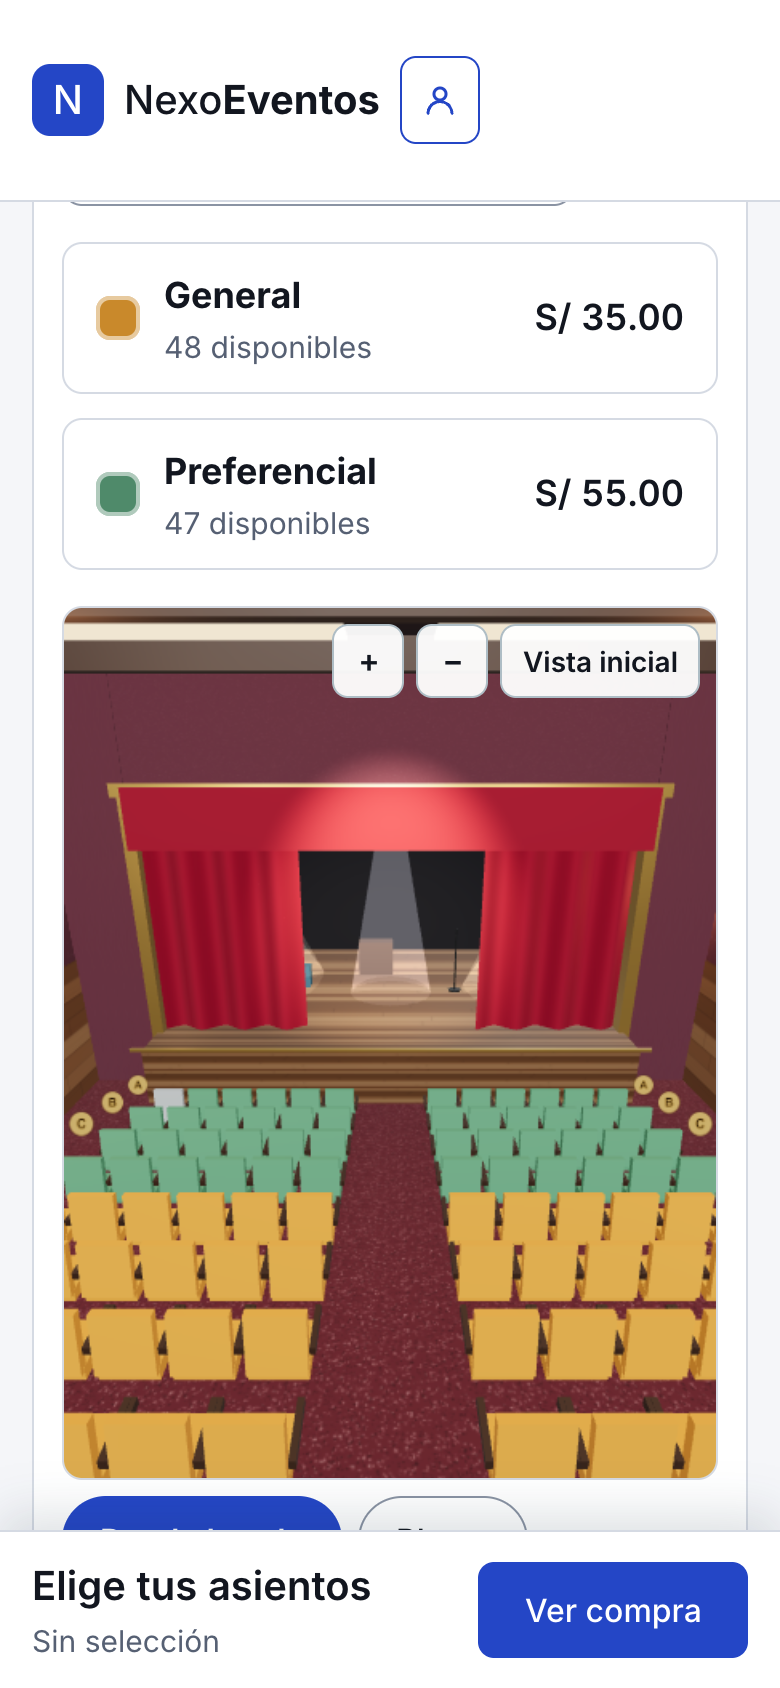 N NexoEventos
General
48 disponibles
S/ 35.00
Preferencial
47 disponibles
S/ 55.00
+ − Vista inicial
A A
B B
C C
Elige tus asientos
Sin selección
Ver compra